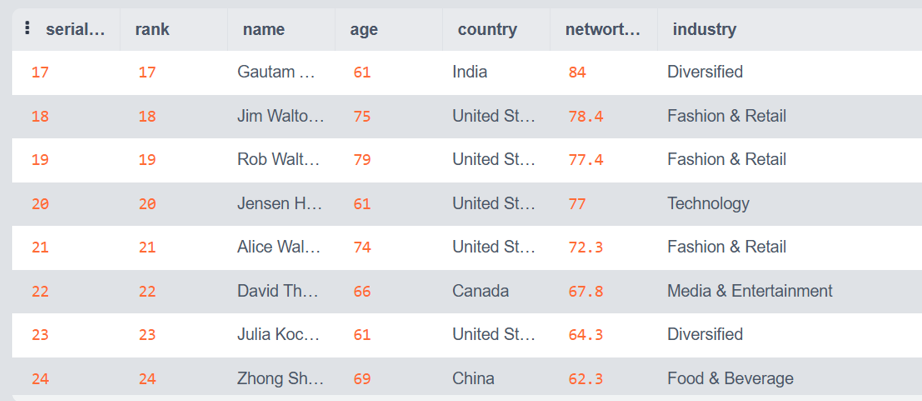 serial... rank name age country networt... industry
17 17 Gautam ... 61 India 84 Diversified
18 18 Jim Walto... 75 United St... 78.4 Fashion & Retail
19 19 Rob Walt... 79 United St... 77.4 Fashion & Retail
20 20 Jensen H... 61 United St... 77 Technology
21 21 Alice Wal... 74 United St... 72.3 Fashion & Retail
22 22 David Th... 66 Canada 67.8 Media & Entertainment
23 23 Julia Koc... 61 United St... 64.3 Diversified
24 24 Zhong Sh... 69 China 62.3 Food & Beverage